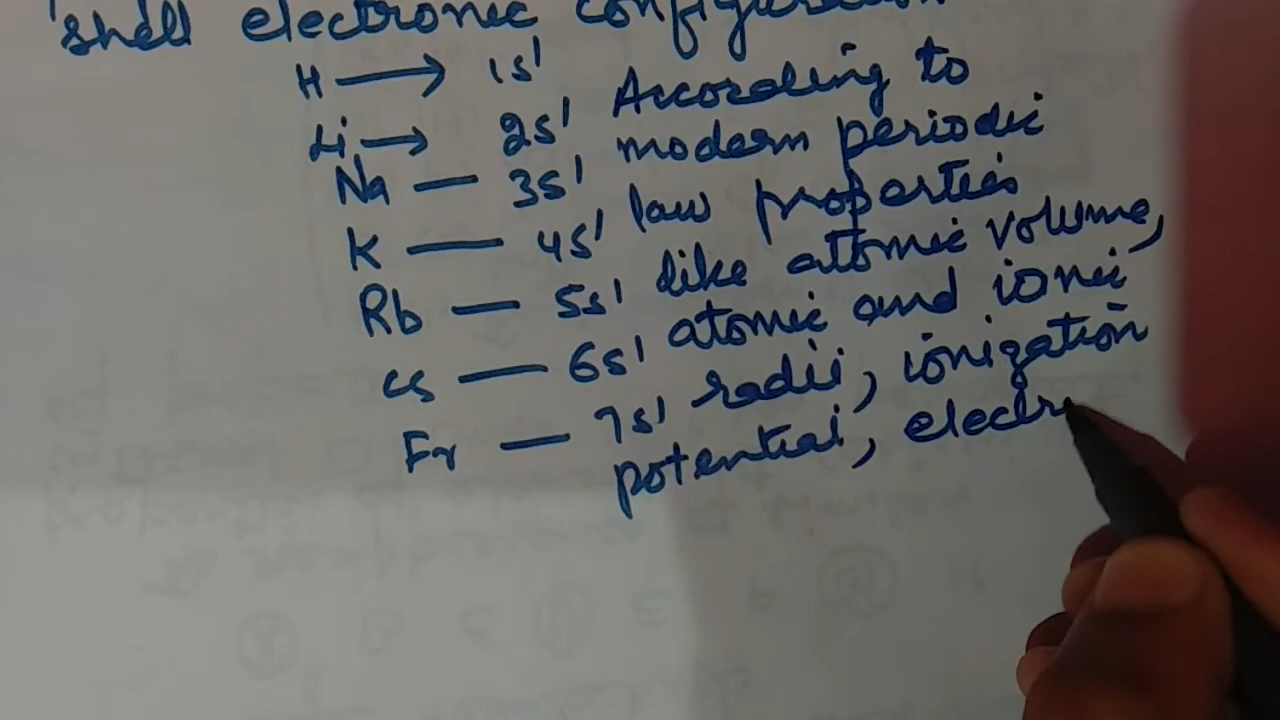 shell electronic configuration
H → 1s¹ According to
Li → 2s¹ modern periodic
Na — 3s¹ law properties
K — 4s¹ like atomic volume,
Rb — 5s¹ atomic and ionic
Cs — 6s¹ radii, ionization
Fr — 7s¹ potential, electr